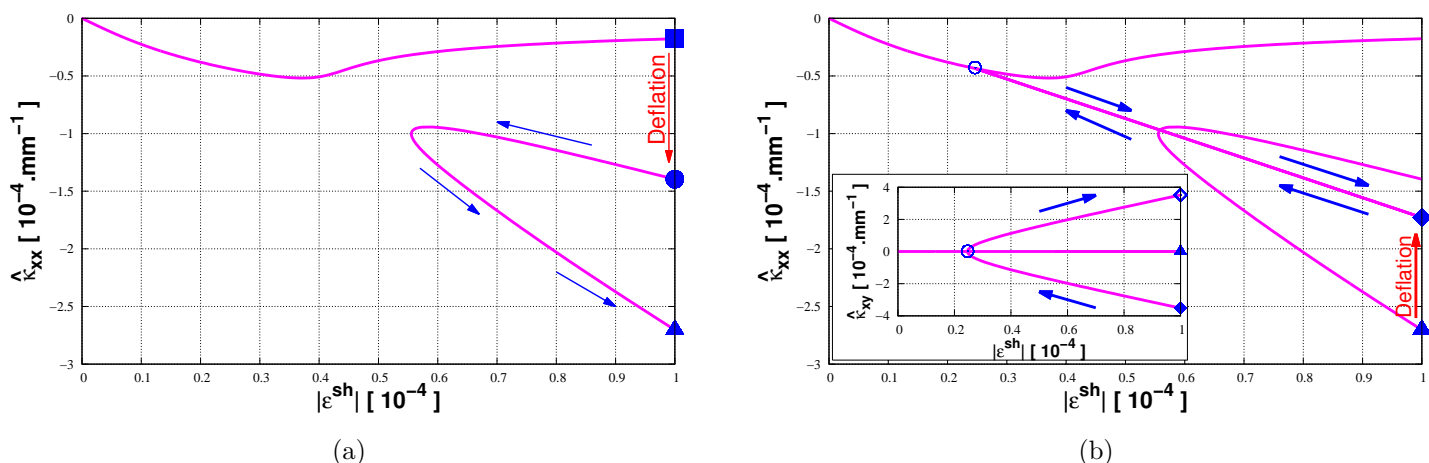 0
−0.5
−1
−1.5
−2
−2.5
−3
κ̂xx [ 10−4.mm−1 ]
0 0.1 0.2 0.3 0.4 0.5 0.6 0.7 0.8 0.9 1
|εsh| [ 10−4 ]
Deflation
(a)
0
−0.5
−1
−1.5
−2
−2.5
−3
κ̂xx [ 10−4.mm−1 ]
0 0.1 0.2 0.3 0.4 0.5 0.6 0.7 0.8 0.9 1
|εsh| [ 10−4 ]
Deflation
4
2
0
−2
−4
κ̂xy [ 10−4.mm−1 ]
0 0.2 0.4 0.6 0.8 1
|εsh| [ 10−4 ]
(b)